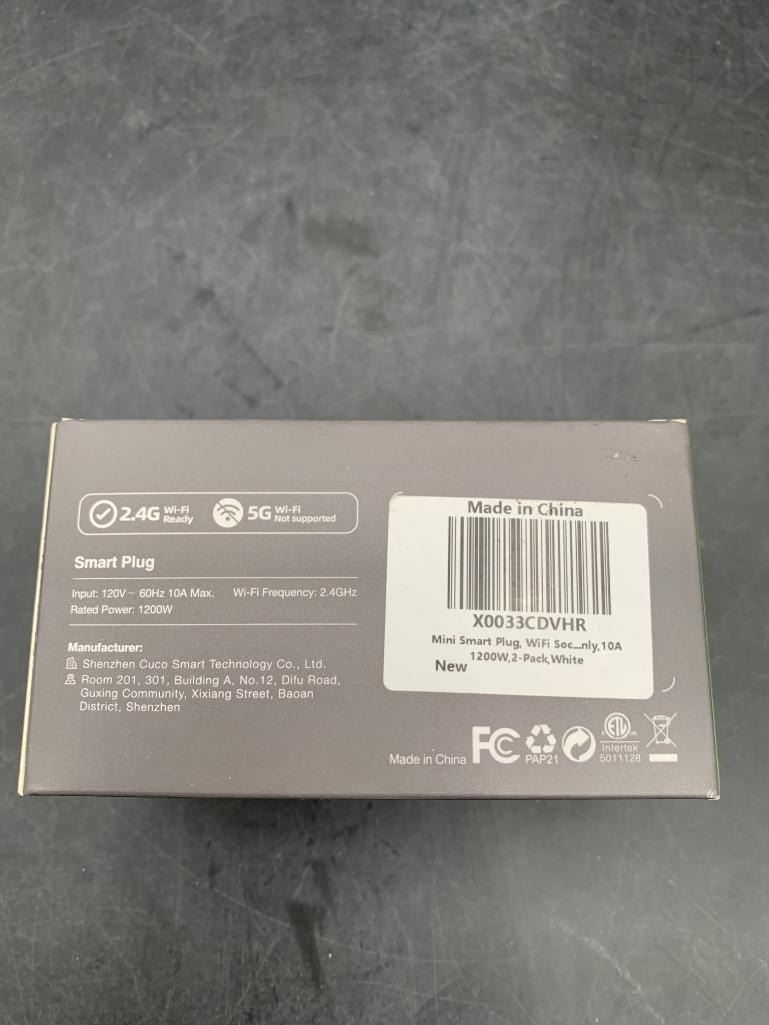 2.4G Wi-Fi Ready 5G Wi-Fi Not supported
Smart Plug
Input: 120V~ 60Hz 10A Max. Wi-Fi Frequency: 2.4GHz
Rated Power: 1200W
Manufacturer:
Shenzhen Cuco Smart Technology Co., Ltd.
Room 201, 301, Building A, No.12, Difu Road,
Guxing Community, Xixiang Street, Baoan
District, Shenzhen
Made in China
X0033CDVHR
Mini Smart Plug, WiFi Soc...nly,10A
1200W,2-Pack,White
New
Made in China
FC
PAP21
c ETL us
Intertek
5011128